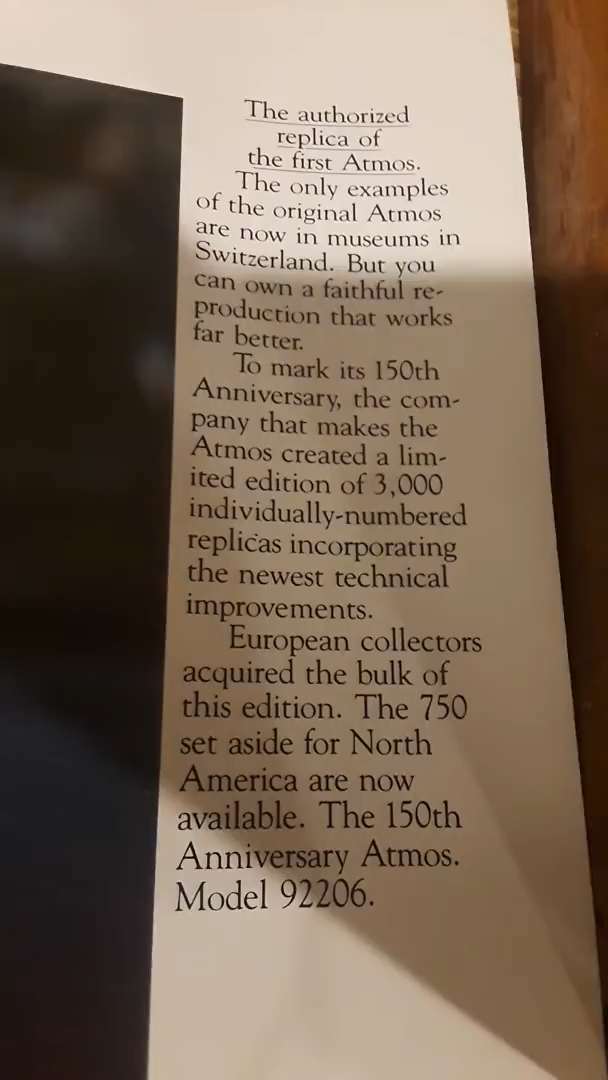 The authorized
replica of
the first Atmos.
The only examples
of the original Atmos
are now in museums in
Switzerland. But you
can own a faithful re-
production that works
far better.
To mark its 150th
Anniversary, the com-
pany that makes the
Atmos created a lim-
ited edition of 3,000
individually-numbered
replicas incorporating
the newest technical
improvements.
European collectors
acquired the bulk of
this edition. The 750
set aside for North
America are now
available. The 150th
Anniversary Atmos.
Model 92206.